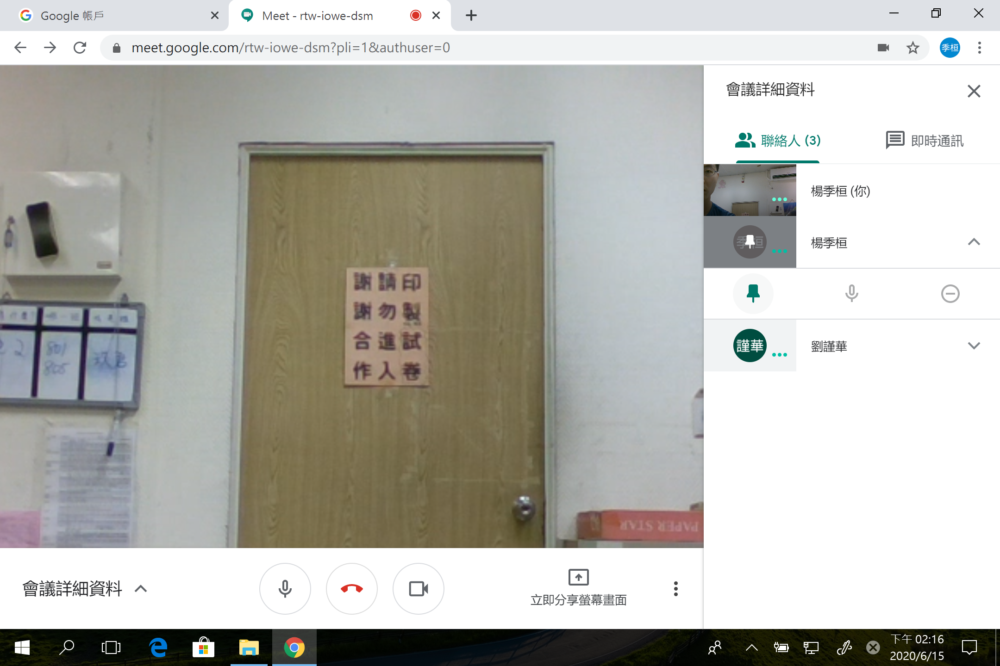 Google 帳戶
Meet - rtw-iowe-dsm
meet.google.com/rtw-iowe-dsm?pli=1&authuser=0
季桓
印製試卷
請勿進入
謝謝合作
801
805
PAPER STAR
會議詳細資料
聯絡人 (3)
即時通訊
楊季桓 (你)
季桓
楊季桓
謹華
劉謹華
會議詳細資料
立即分享螢幕畫面
下午 02:16
2020/6/15